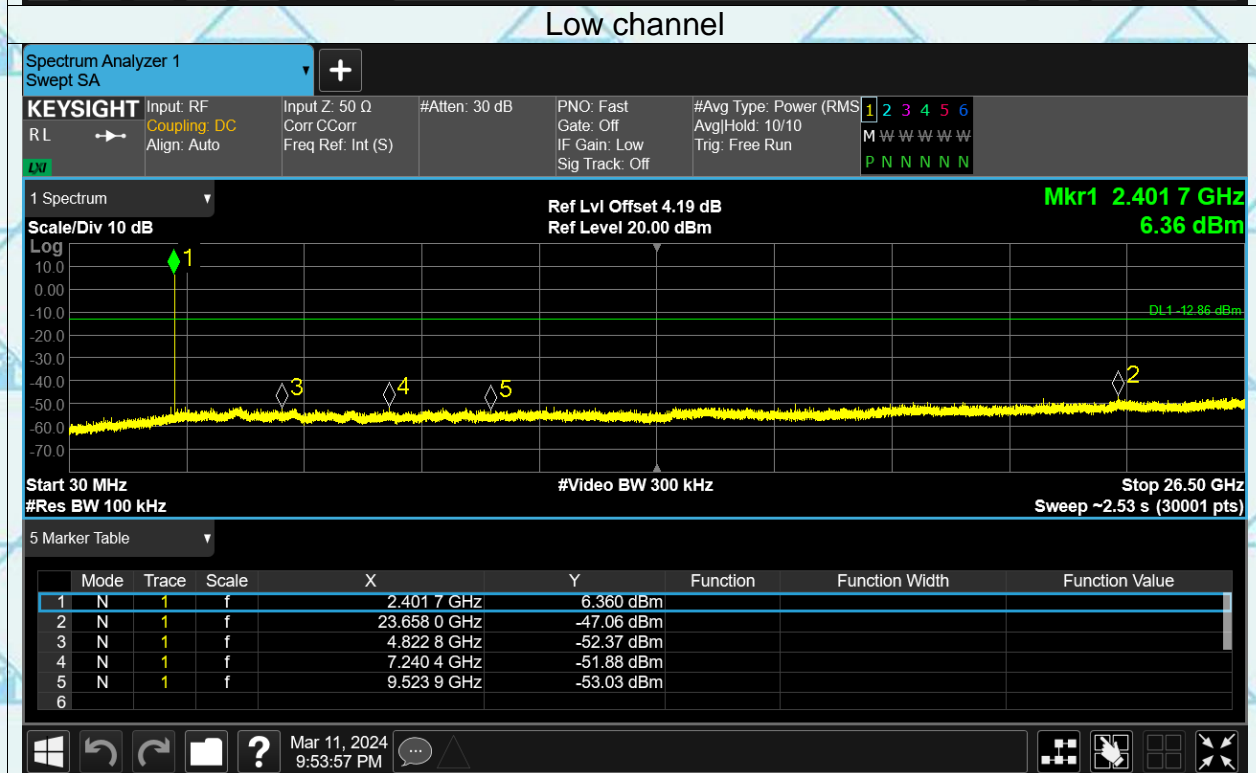 Low channel
Spectrum Analyzer 1
Swept SA
KEYSIGHT
RL
LXI
Input: RF
Coupling: DC
Align: Auto
Input Z: 50 Ω
Corr CCorr
Freq Ref: Int (S)
#Atten: 30 dB
PNO: Fast
Gate: Off
IF Gain: Low
Sig Track: Off
#Avg Type: Power (RMS
Avg|Hold: 10/10
Trig: Free Run
1 2 3 4 5 6
M W W W W W
P N N N N N
1 Spectrum
Ref Lvl Offset 4.19 dB
Mkr1 2.401 7 GHz
Scale/Div 10 dB
Ref Level 20.00 dBm
6.36 dBm
Log
1
10.0
0.00
-10.0
DL1 -12.86 dBm
-20.0
-30.0
-40.0
3
4
5
2
-50.0
-60.0
-70.0
Start 30 MHz
#Video BW 300 kHz
Stop 26.50 GHz
#Res BW 100 kHz
Sweep ~2.53 s (30001 pts)
5 Marker Table
Mode Trace Scale X Y Function Function Width Function Value
1 N 1 f 2.401 7 GHz 6.360 dBm
2 N 1 f 23.658 0 GHz -47.06 dBm
3 N 1 f 4.822 8 GHz -52.37 dBm
4 N 1 f 7.240 4 GHz -51.88 dBm
5 N 1 f 9.523 9 GHz -53.03 dBm
6
?
Mar 11, 2024
9:53:57 PM